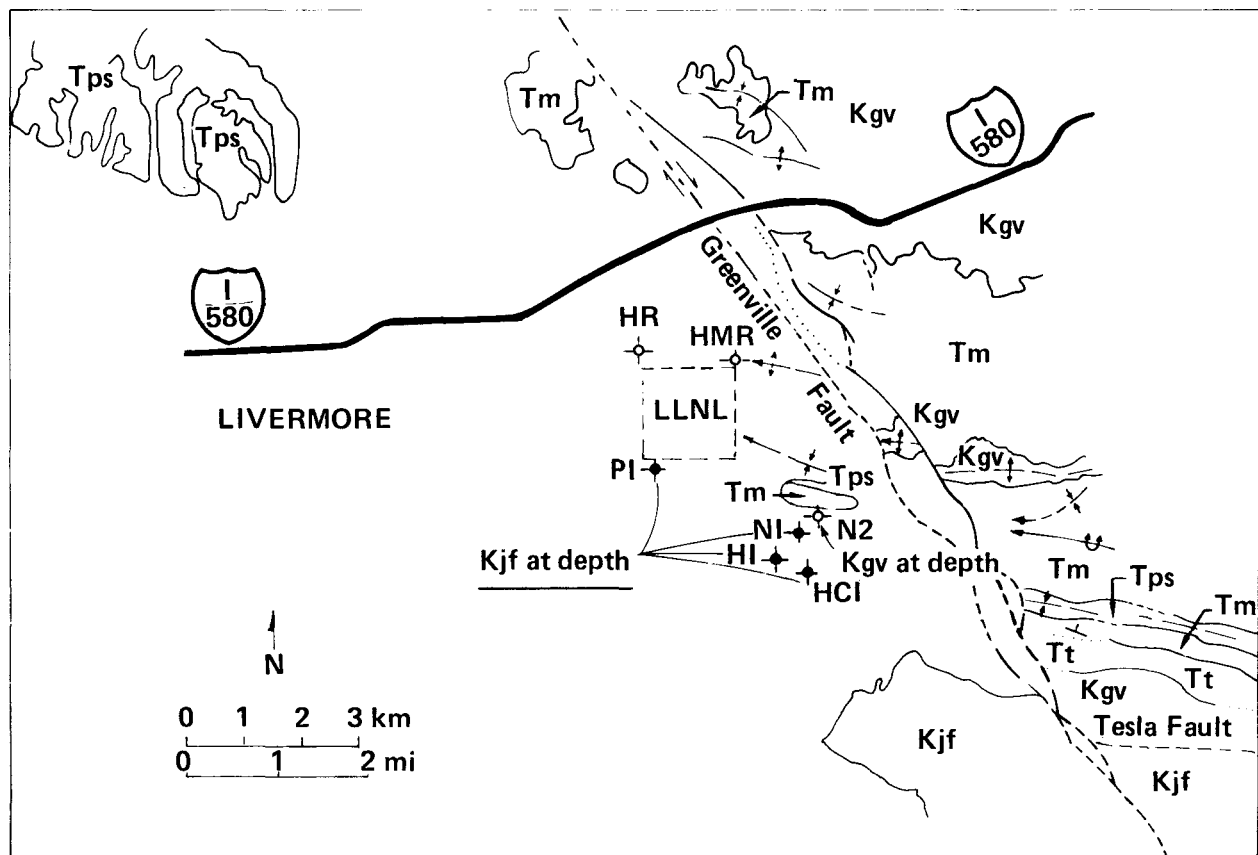 Tps
Tps
Tm
Tm
Kgv
I
580
Kgv
I
580
Greenville
Fault
HR
HMR
LLNL
LIVERMORE
Tm
Kgv
Kgv
PI
Tps
Tm
NI
N2
Kjf at depth
HI
Kgv at depth
HCI
Tm
Tps
Tm
N
Tt
Tt
Kgv
0 1 2 3 km
0 1 2 mi
Kjf
Tesla Fault
Kjf